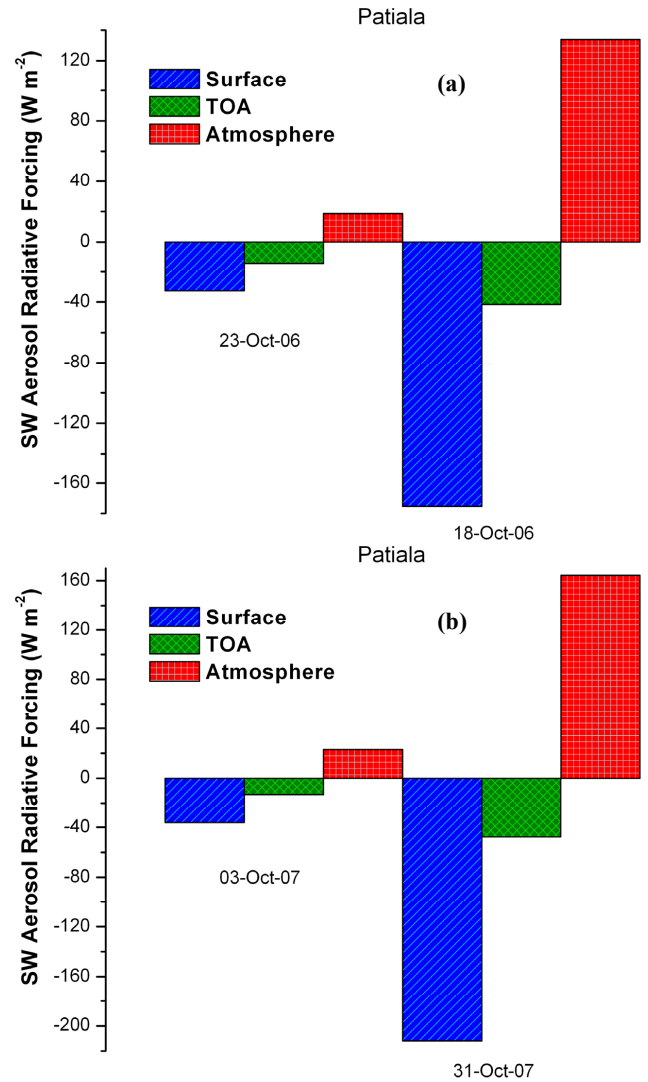 Patiala
SW Aerosol Radiative Forcing (W m-2)
120
80
40
0
-40
-80
-120
-160
Surface
TOA
Atmosphere
(a)
23-Oct-06
18-Oct-06
Patiala
SW Aerosol Radiative Forcing (W m-2)
160
120
80
40
0
-40
-80
-120
-160
-200
Surface
TOA
Atmosphere
(b)
03-Oct-07
31-Oct-07